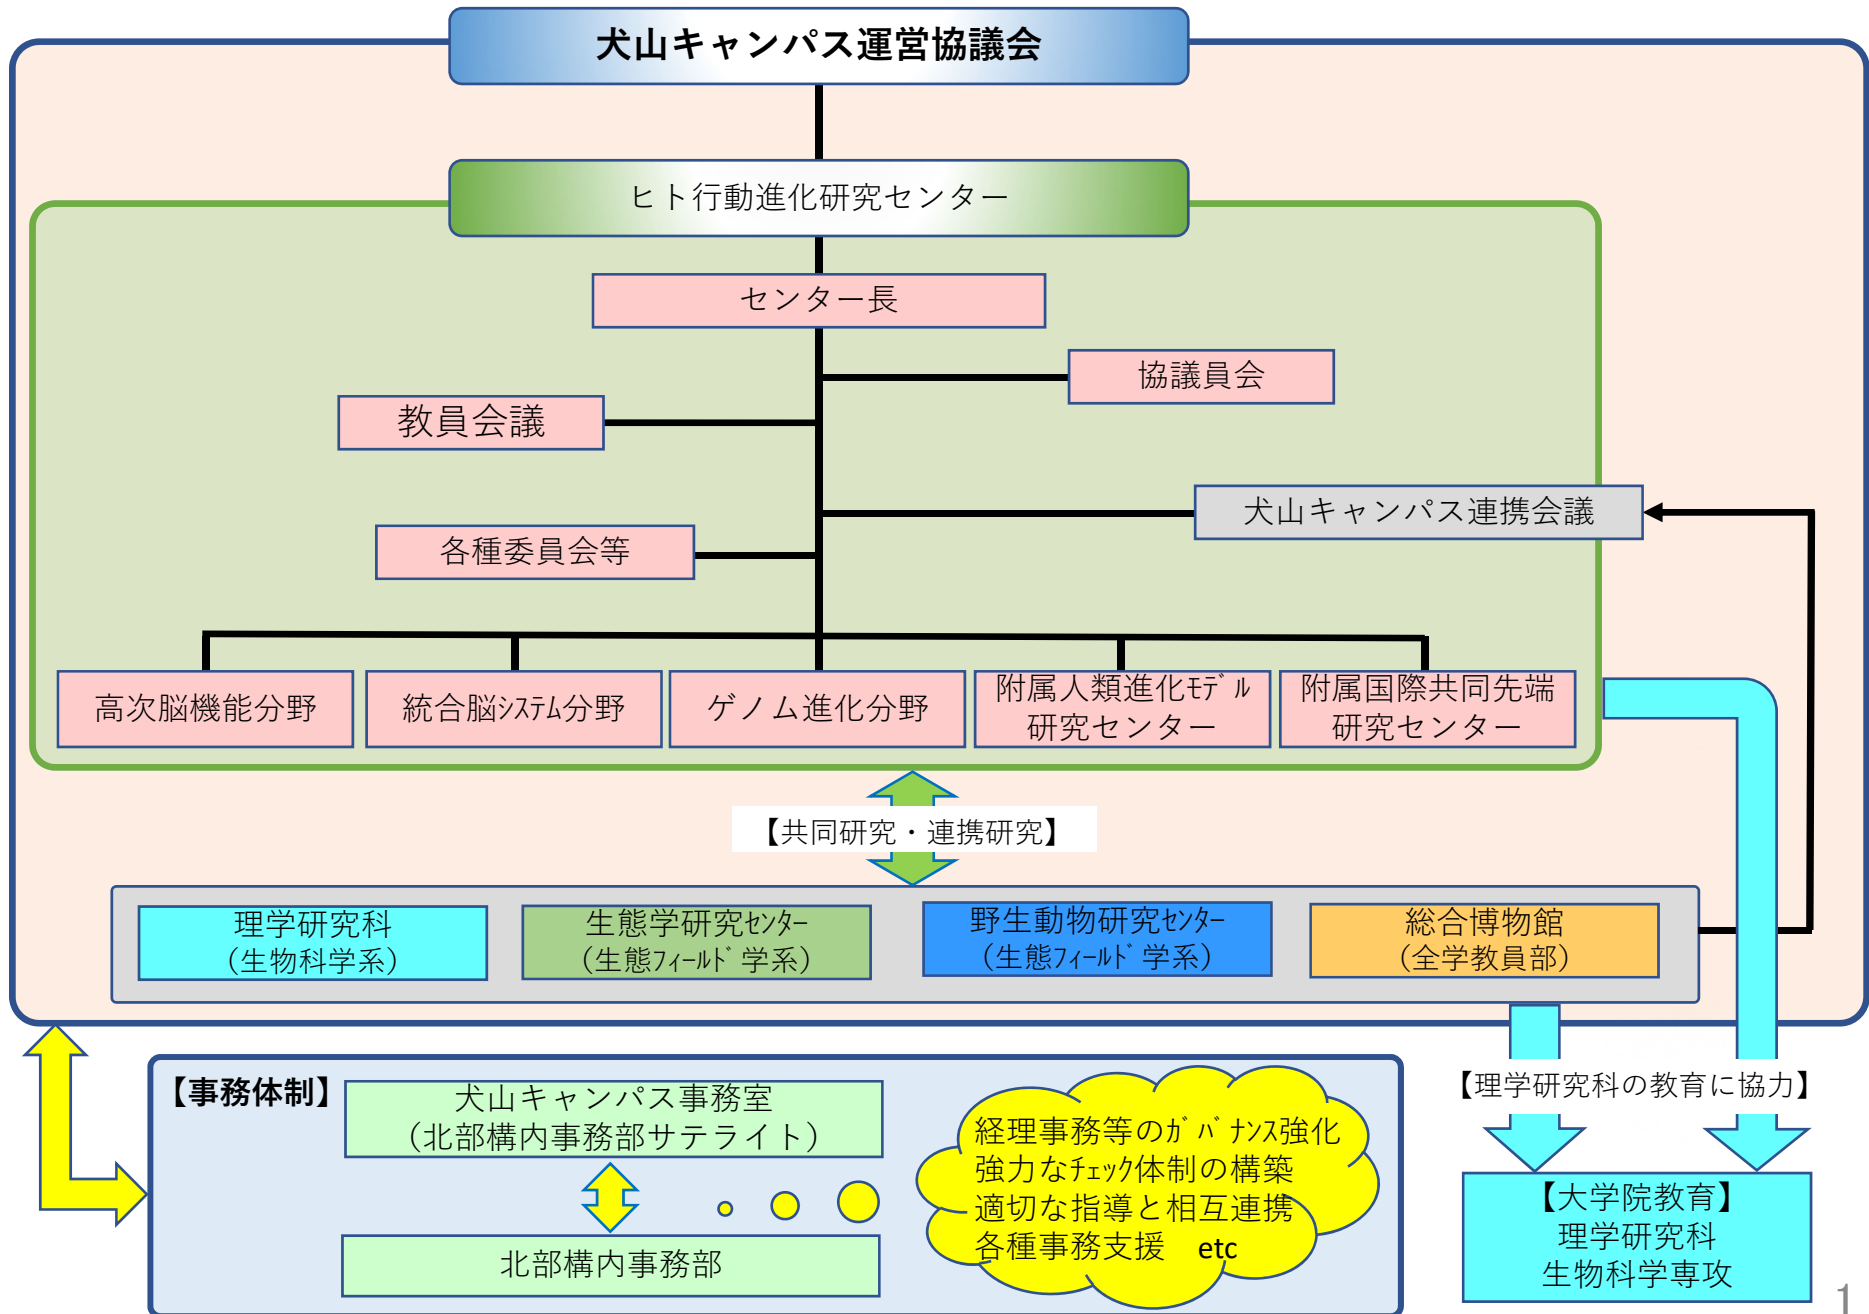 犬山キャンパス運営協議会
ヒト行動進化研究センター
センター長
協議員会
教員会議
犬山キャンパス連携会議
各種委員会等
高次脳機能分野
統合脳ｼｽﾃﾑ分野
ゲノム進化分野
附属人類進化ﾓﾃﾞﾙ
研究センター
附属国際共同先端
研究センター
【共同研究・連携研究】
理学研究科
(生物科学系)
生態学研究ｾﾝﾀｰ
(生態ﾌｨｰﾙﾄﾞ学系)
野生動物研究ｾﾝﾀｰ
(生態ﾌｨｰﾙﾄﾞ学系)
総合博物館
(全学教員部)
【事務体制】
犬山キャンパス事務室
（北部構内事務部サテライト）
北部構内事務部
経理事務等のｶﾞﾊﾞﾅﾝｽ強化
強力なﾁｪｯｸ体制の構築
適切な指導と相互連携
各種事務支援　etc
【理学研究科の教育に協力】
【大学院教育】
理学研究科
生物科学専攻
1